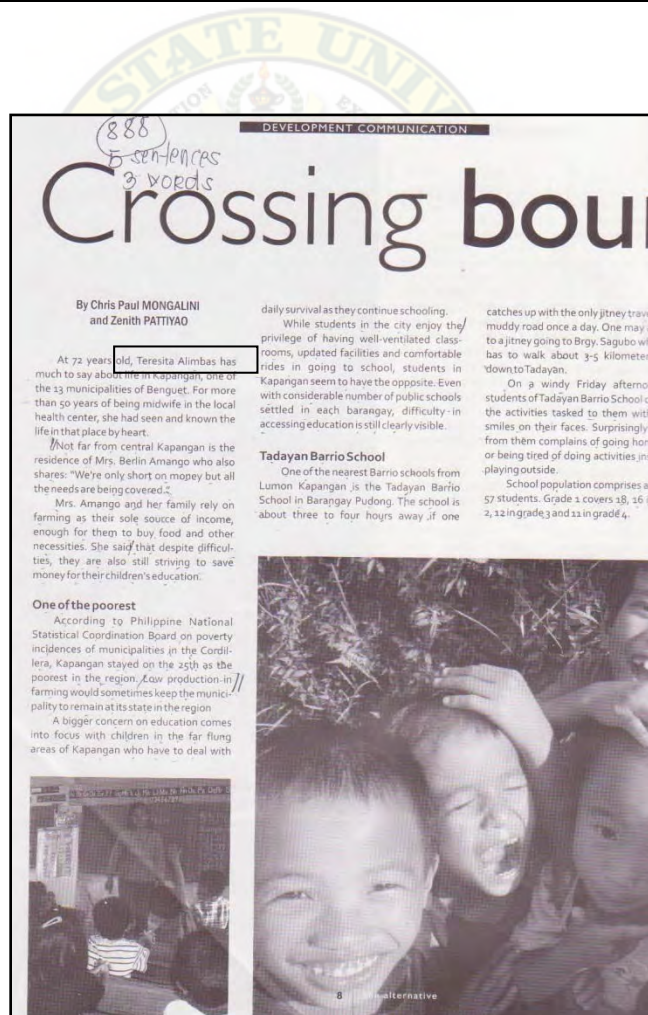 STATE UNIV
888
5 sentences
3 words
DEVELOPMENT COMMUNICATION
Crossing bou
By Chris Paul MONGALINI
and Zenith PATTIYAO
At 72 years old, Teresita Alimbas has
much to say about life in Kapangan, one of
the 13 municipalities of Benguet. For more
than 50 years of being midwife in the local
health center, she had seen and known the
life in that place by heart.
Not far from central Kapangan is the
residence of Mrs. Berlin Amango who also
shares: "We're only short on money but all
the needs are being covered."
Mrs. Amango and her family rely on
farming as their sole source of income,
enough for them to buy food and other
necessities. She said that despite difficul-
ties, they are also still striving to save
money for their children's education.
One of the poorest
According to Philippine National
Statistical Coordination Board on poverty
incidences of municipalities in the Cordil-
lera, Kapangan stayed on the 25th as the
poorest in the region. Low production in
farming would sometimes keep the munici-
pality to remain at its state in the region
A bigger concern on education comes
into focus with children in the far flung
areas of Kapangan who have to deal with
daily survival as they continue schooling.
While students in the city enjoy the
privilege of having well-ventilated class-
rooms, updated facilities and comfortable
rides in going to school, students in
Kapangan seem to have the opposite. Even
with considerable number of public schools
settled in each barangay, difficulty in
accessing education is still clearly visible.
Tadayan Barrio School
One of the nearest Barrio schools from
Lumon Kapangan is the Tadayan Barrio
School in Barangay Pudong. The school is
about three to four hours away if one
catches up with the only jitney trav
muddy road once a day. One may
to a jitney going to Brgy. Sagubo w
has to walk about 3-5 kilometer
down to Tadayan.
On a windy Friday afterno
students of Tadayan Barrio School
the activities tasked to them with
smiles on their faces. Surprisingly
from them complains of going hom
or being tired of doing activities in
playing outside.
School population comprises a
57 students. Grade 1 covers 18, 16
2, 12 in grade 3 and 11 in grade 4.
8
alternative